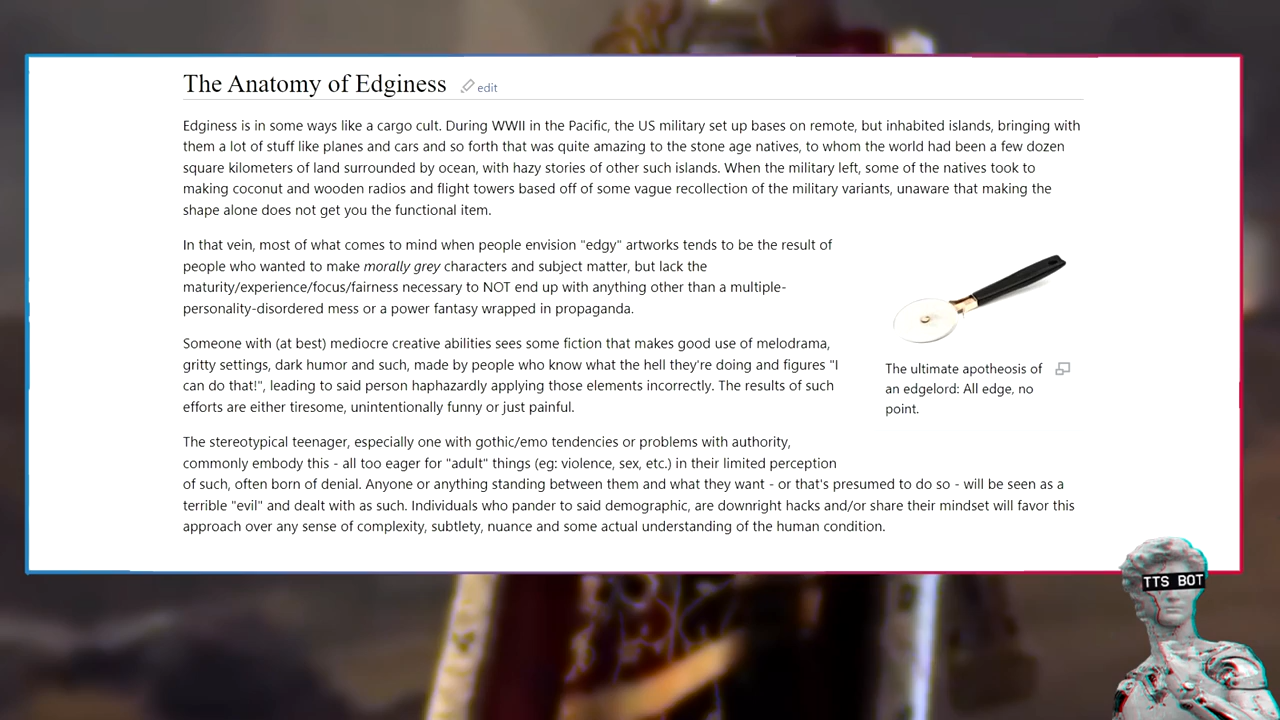 The Anatomy of Edginess edit
Edginess is in some ways like a cargo cult. During WWII in the Pacific, the US military set up bases on remote, but inhabited islands, bringing with
them a lot of stuff like planes and cars and so forth that was quite amazing to the stone age natives, to whom the world had been a few dozen
square kilometers of land surrounded by ocean, with hazy stories of other such islands. When the military left, some of the natives took to
making coconut and wooden radios and flight towers based off of some vague recollection of the military variants, unaware that making the
shape alone does not get you the functional item.
In that vein, most of what comes to mind when people envision "edgy" artworks tends to be the result of
people who wanted to make morally grey characters and subject matter, but lack the
maturity/experience/focus/fairness necessary to NOT end up with anything other than a multiple-
personality-disordered mess or a power fantasy wrapped in propaganda.
Someone with (at best) mediocre creative abilities sees some fiction that makes good use of melodrama,
gritty settings, dark humor and such, made by people who know what the hell they're doing and figures "I
can do that!", leading to said person haphazardly applying those elements incorrectly. The results of such
efforts are either tiresome, unintentionally funny or just painful.
The ultimate apotheosis of
an edgelord: All edge, no
point.
The stereotypical teenager, especially one with gothic/emo tendencies or problems with authority,
commonly embody this - all too eager for "adult" things (eg: violence, sex, etc.) in their limited perception
of such, often born of denial. Anyone or anything standing between them and what they want - or that's presumed to do so - will be seen as a
terrible "evil" and dealt with as such. Individuals who pander to said demographic, are downright hacks and/or share their mindset will favor this
approach over any sense of complexity, subtlety, nuance and some actual understanding of the human condition.
TTS BOT